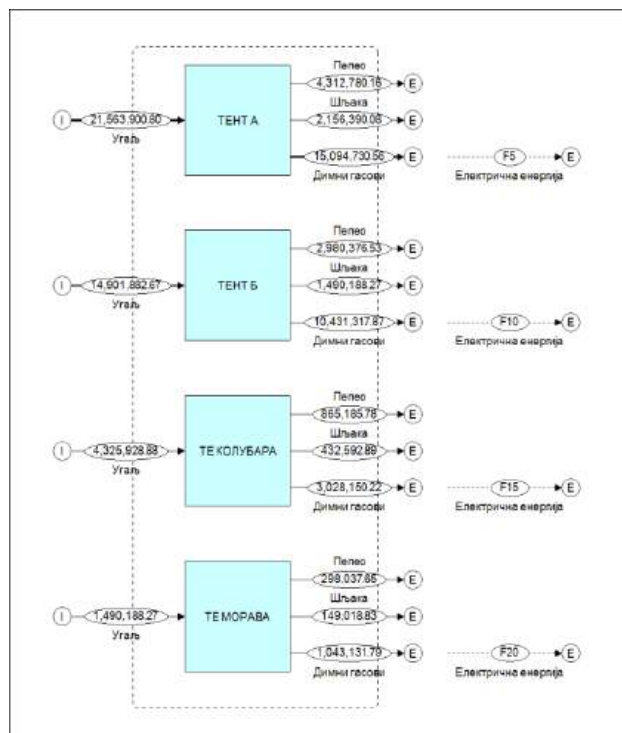 Пепео
4,312,780.16 E
Шљака
I 21,563,900.80 ТЕНТ А 2,156,390.08 E
Угаљ
15,094,730.56 E F5 E
Димни гасови Електрична енергија
Пепео
2,980,376.53 E
Шљака
I 14,901,882.67 ТЕНТ Б 1,490,188.27 E
Угаљ
10,431,317.87 E F10 E
Димни гасови Електрична енергија
Пепео
865,185.78 E
Шљака
I 4,325,928.88 ТЕ КОЛУБАРА 432,592.89 E
Угаљ
3,028,150.22 E F15 E
Димни гасови Електрична енергија
Пепео
298,037.65 E
Шљака
I 1,490,188.27 ТЕ МОРАВА 149,018.83 E
Угаљ
1,043,131.79 E F20 E
Димни гасови Електрична енергија